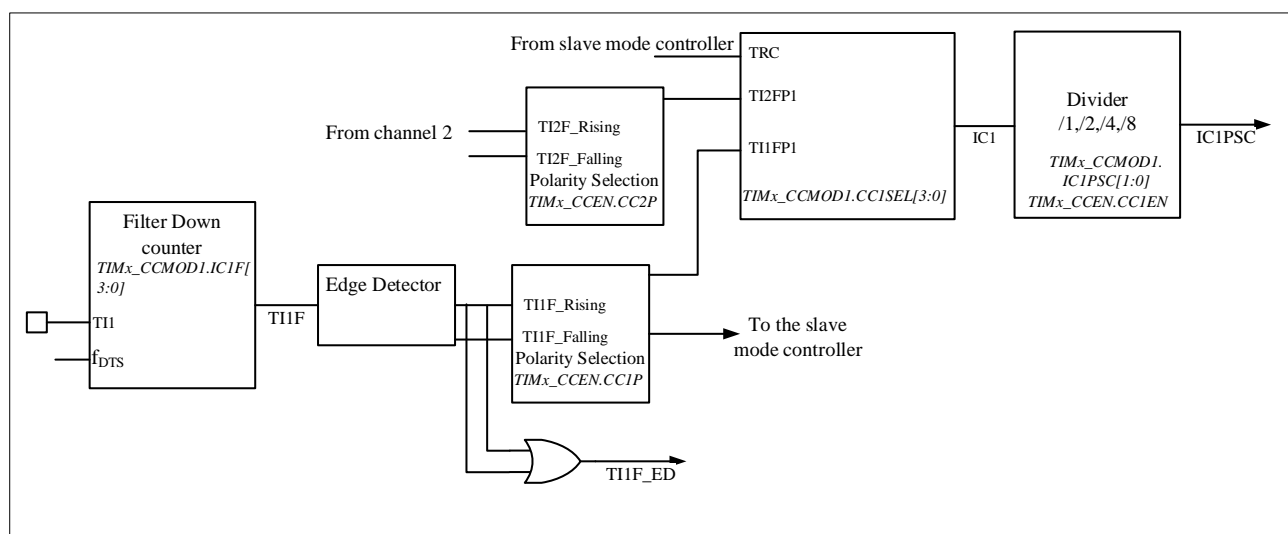 From slave mode controller
TRC
TI2FP1
TI1FP1
TIMx_CCMOD1.CC1SEL[3:0]
IC1
Divider
/1,/2,/4,/8
TIMx_CCMOD1.
IC1PSC[1:0]
TIMx_CCEN.CC1EN
IC1PSC
From channel 2
TI2F_Rising
TI2F_Falling
Polarity Selection
TIMx_CCEN.CC2P
Filter Down
counter
TIMx_CCMOD1.IC1F[
3:0]
TI1
fDTS
TI1F
Edge Detector
TI1F_Rising
TI1F_Falling
Polarity Selection
TIMx_CCEN.CC1P
To the slave
mode controller
TI1F_ED